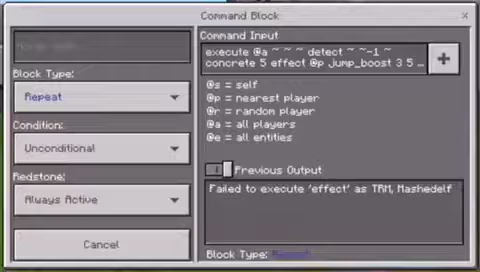 Command Block
Block Type:
Repeat
Condition:
Unconditional
Redstone:
Always Active
Cancel
Command Input
execute @a ~ ~ ~ detect ~ ~-1 ~
concrete 5 effect @p jump_boost 3 5 ...
@s = self
@p = nearest player
@r = random player
@a = all players
@e = all entities
Previous Output
Failed to execute 'effect' as TRM, Mashedelf
Block Type: Repeat